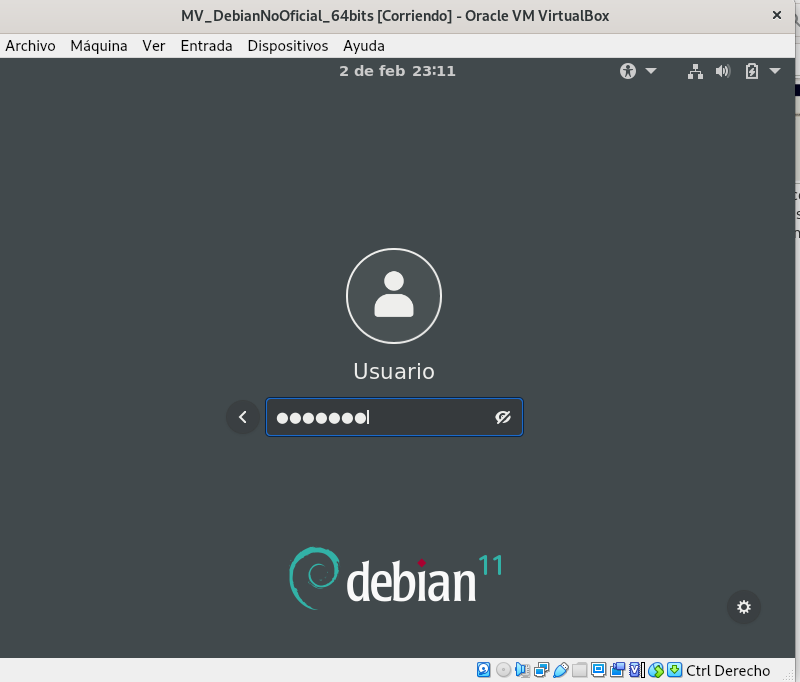 MV_DebianNoOficial_64bits [Corriendo] - Oracle VM VirtualBox
Archivo Máquina Ver Entrada Dispositivos Ayuda
2 de feb 23:11
Usuario
debian 11
Ctrl Derecho